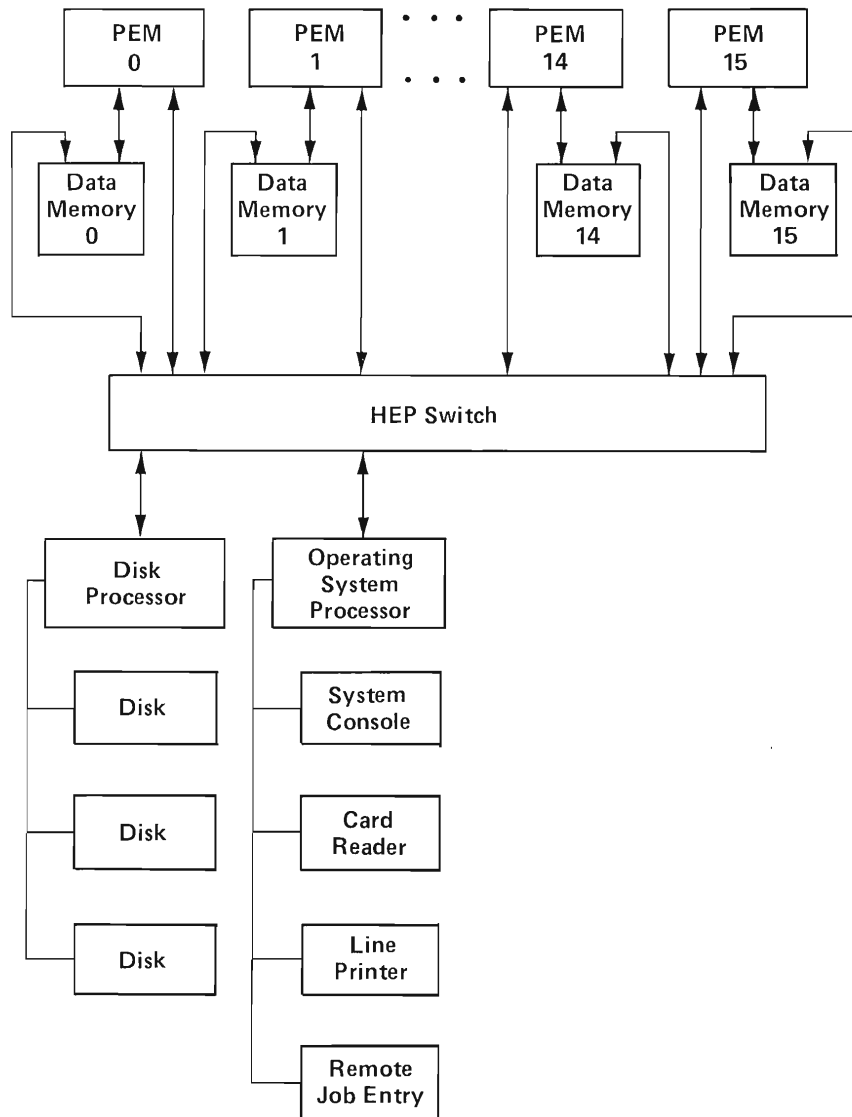 PEM
0
PEM
1
. . .
. . .
PEM
14
PEM
15
Data
Memory
0
Data
Memory
1
Data
Memory
14
Data
Memory
15
HEP Switch
Disk
Processor
Operating
System
Processor
Disk
System
Console
Disk
Card
Reader
Disk
Line
Printer
Remote
Job Entry